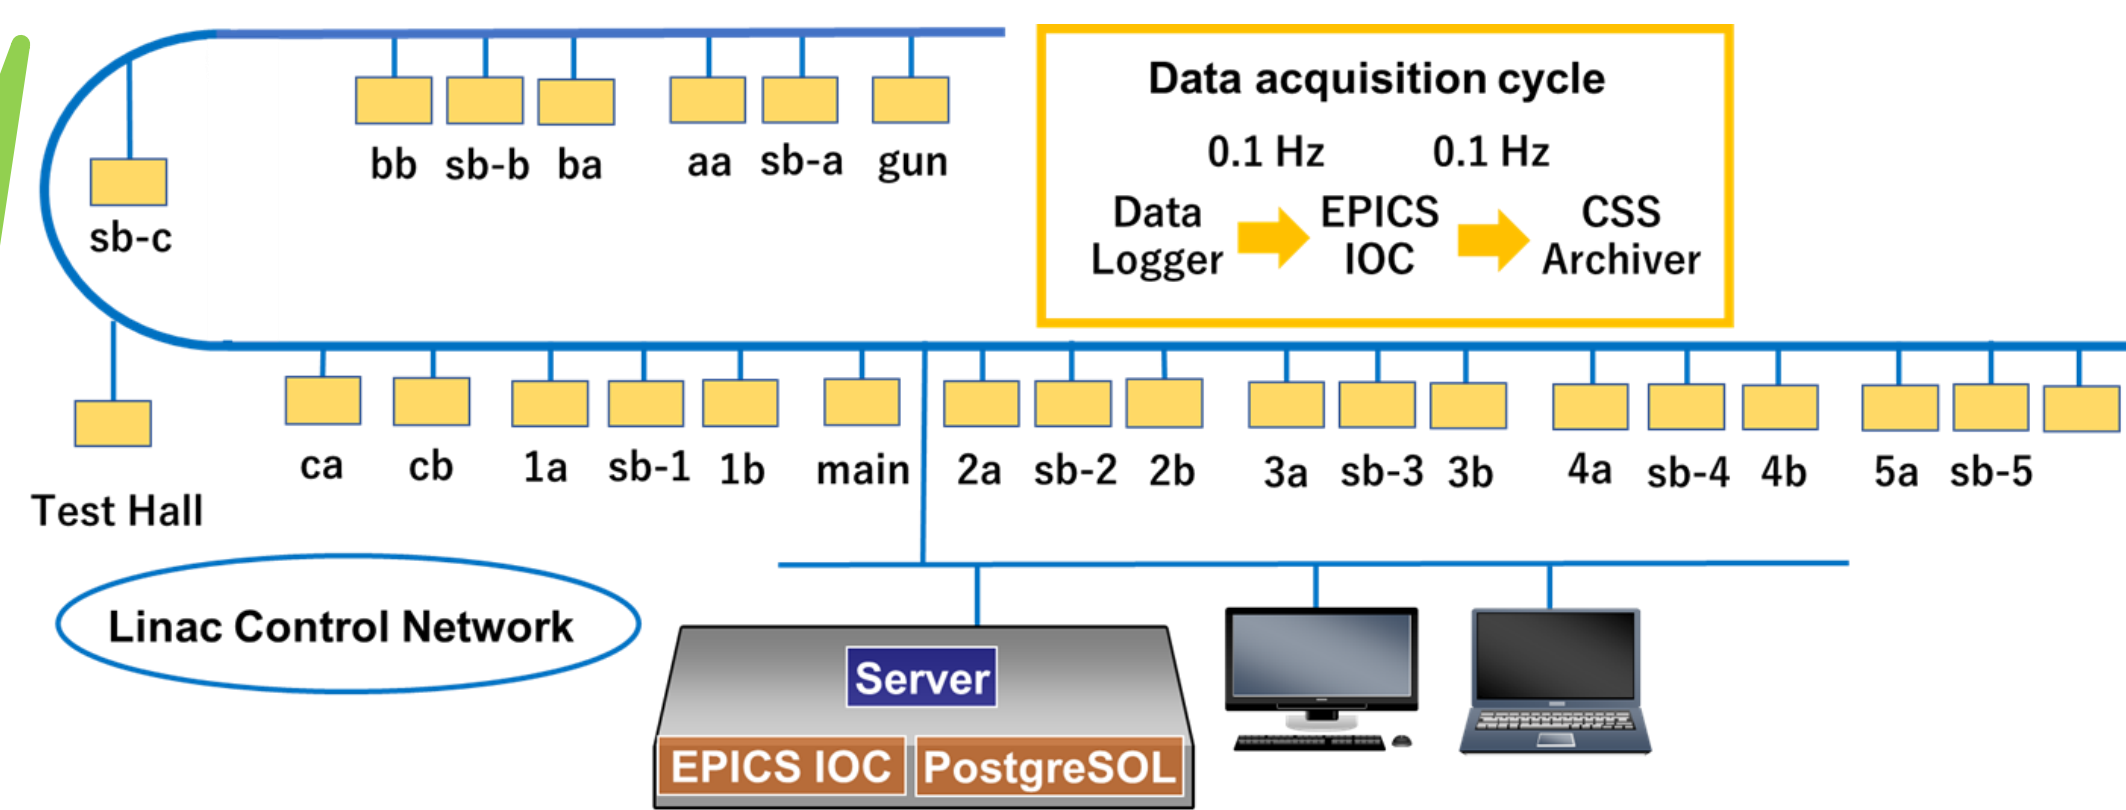 Data acquisition cycle
0.1 Hz 0.1 Hz
Data Logger
EPICS IOC
CSS Archiver
bb sb-b ba aa sb-a gun
sb-c
ca cb 1a sb-1 1b main 2a sb-2 2b 3a sb-3 3b 4a sb-4 4b 5a sb-5
Test Hall
Linac Control Network
Server
EPICS IOC PostgreSOL